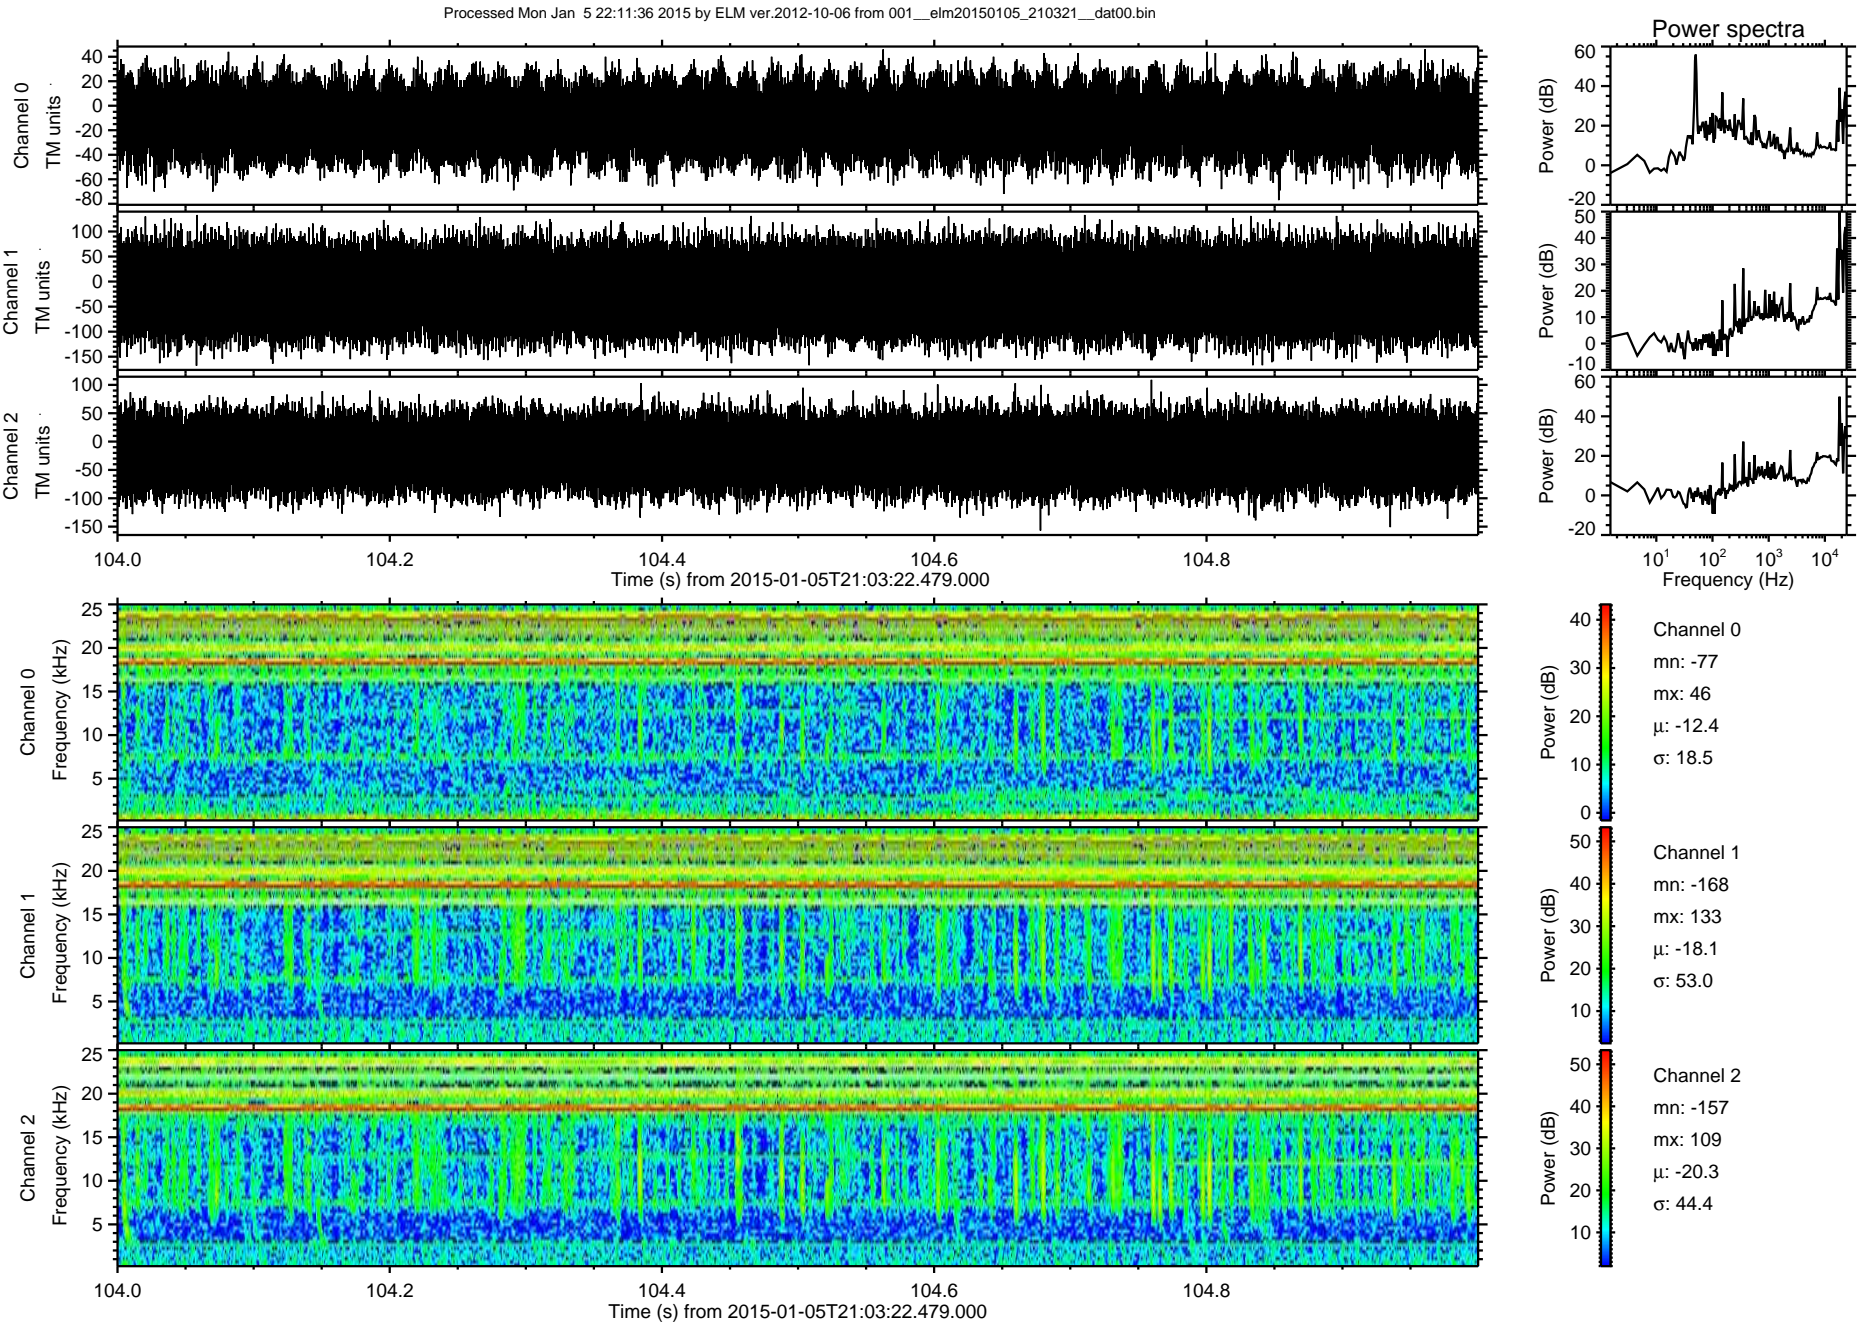 Processed Mon Jan  5 22:11:36 2015 by ELM ver.2012-10-06 from 001__elm20150105_210321__dat00.bin
Power spectra
Channel 0
TM units
40
20
0
-20
-40
-60
-80
Power (dB)
60
40
20
0
-20
Channel 1
TM units
100
50
0
-50
-100
-150
Power (dB)
50
40
30
20
10
0
-10
Channel 2
TM units
100
50
0
-50
-100
-150
Power (dB)
60
40
20
0
-20
104.0 104.2 104.4 104.6 104.8
Time (s) from 2015-01-05T21:03:22.479.000
10¹ 10² 10³ 10⁴
Frequency (Hz)
Channel 0
Frequency (kHz)
25
20
15
10
5
Power (dB)
40
30
20
10
0
Channel 0
mn: -77
mx: 46
μ: -12.4
σ: 18.5
Channel 1
Frequency (kHz)
25
20
15
10
5
Power (dB)
50
40
30
20
10
Channel 1
mn: -168
mx: 133
μ: -18.1
σ: 53.0
Channel 2
Frequency (kHz)
25
20
15
10
5
Power (dB)
50
40
30
20
10
Channel 2
mn: -157
mx: 109
μ: -20.3
σ: 44.4
104.0 104.2 104.4 104.6 104.8
Time (s) from 2015-01-05T21:03:22.479.000